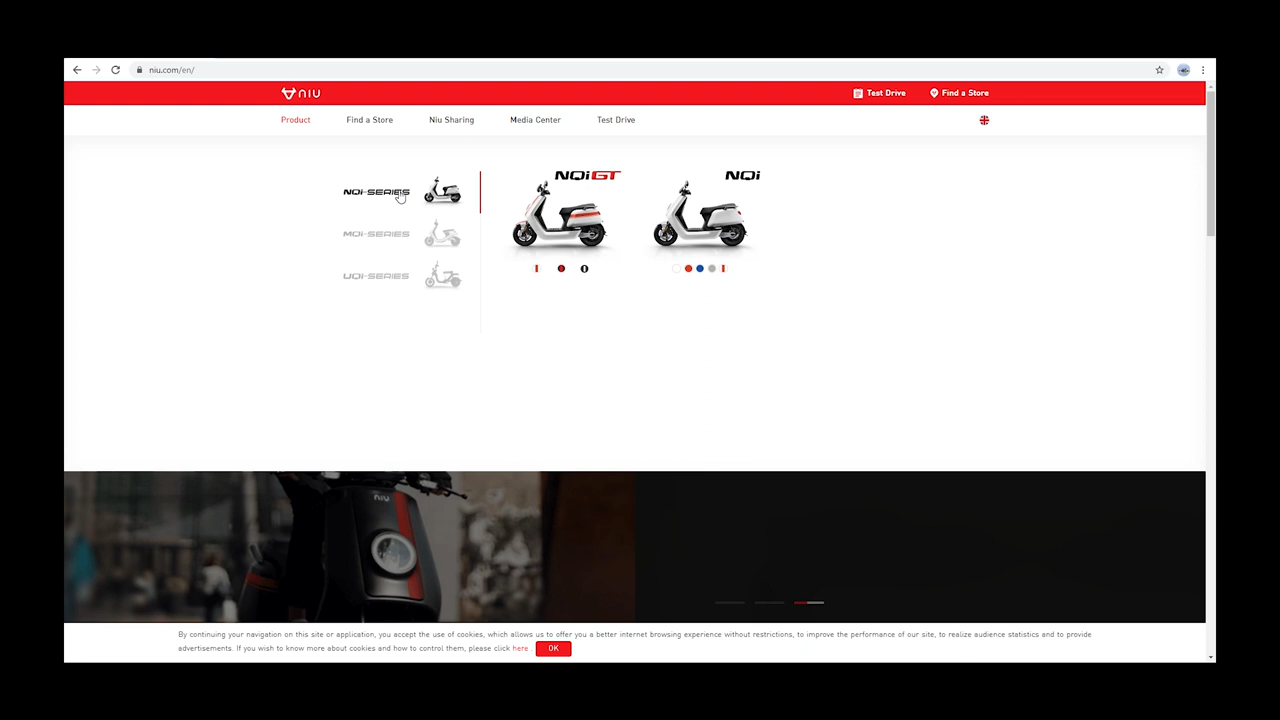 niu.com/en/
niu
Test Drive
Find a Store
Product
Find a Store
Niu Sharing
Media Center
Test Drive
NQi-SERIES
MQi-SERIES
UQi-SERIES
NQiGT
NQi
niu
By continuing your navigation on this site or application, you accept the use of cookies, which allows us to offer you a better internet browsing experience without restrictions, to improve the performance of our site, to realize audience statistics and to provide
advertisements. If you wish to know more about cookies and how to control them, please click here .
OK